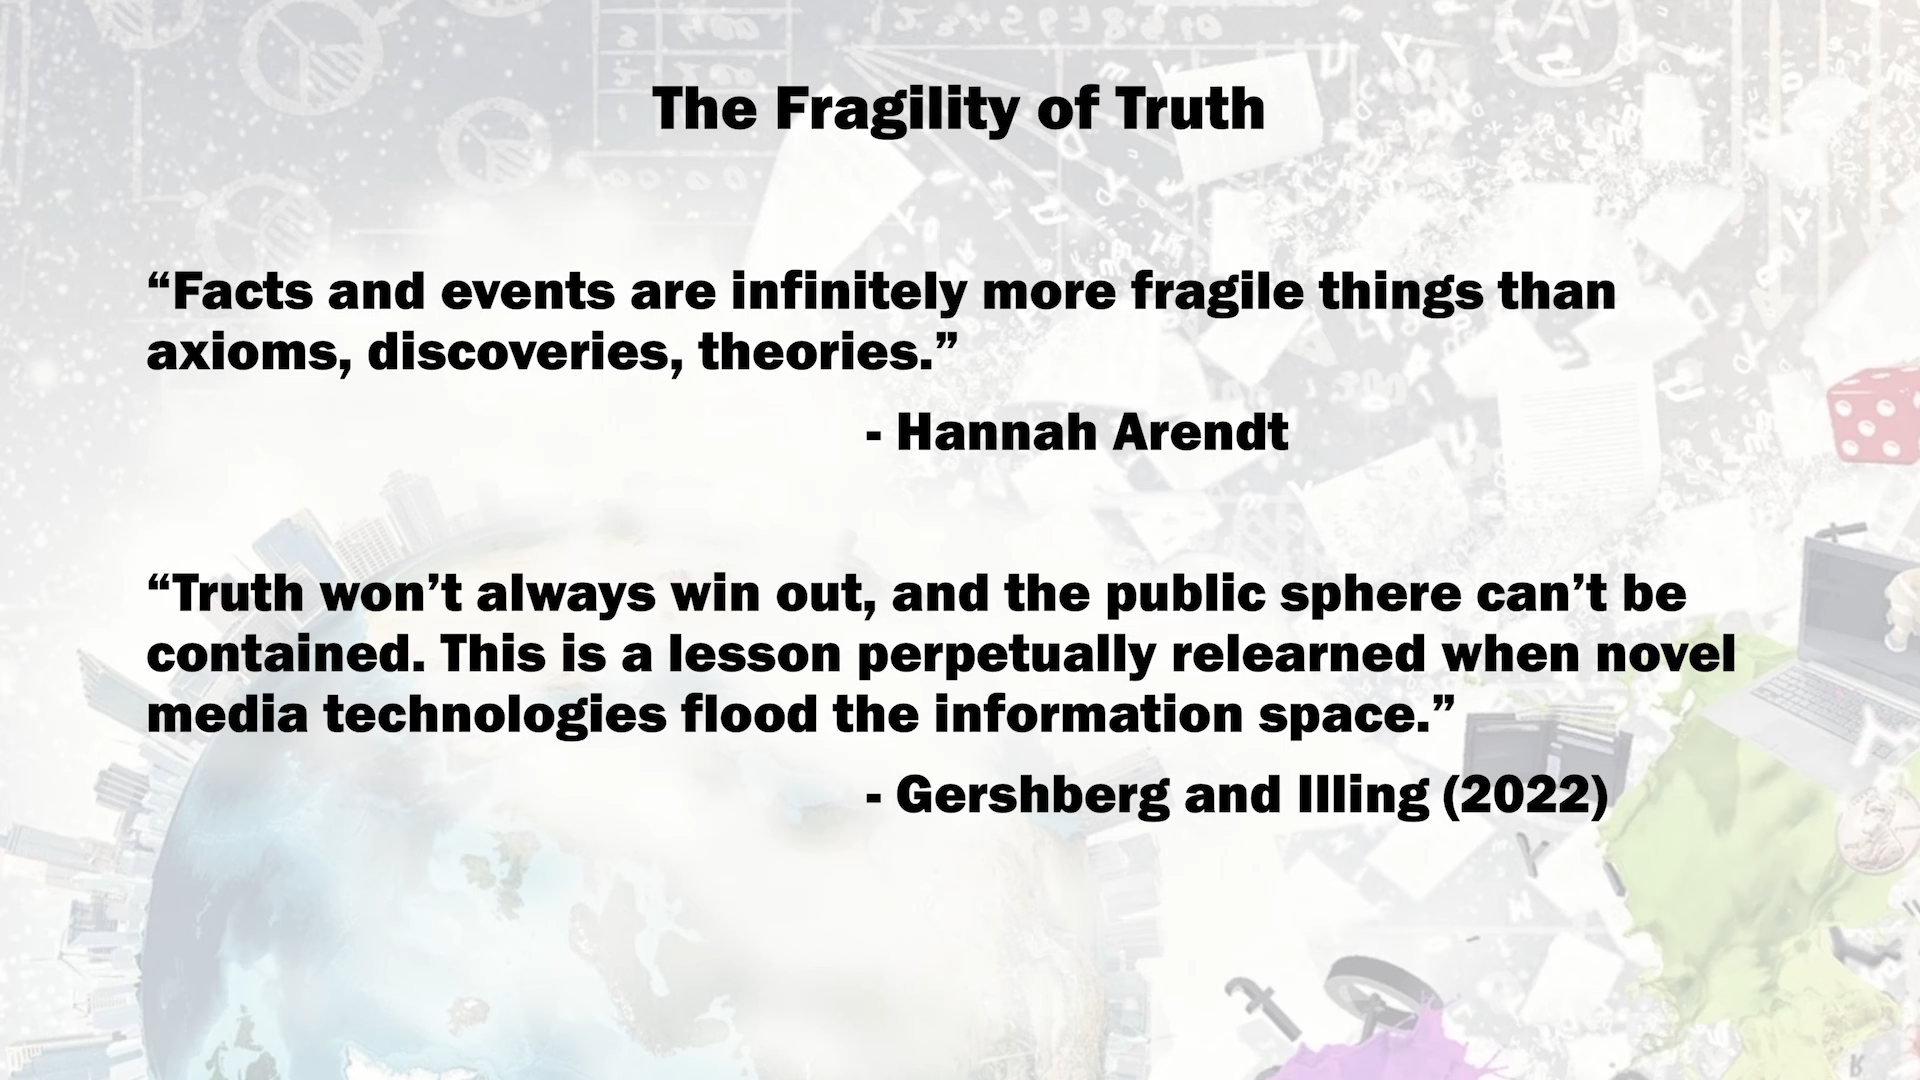 The Fragility of Truth
“Facts and events are infinitely more fragile things than
axioms, discoveries, theories.”
- Hannah Arendt
“Truth won’t always win out, and the public sphere can’t be
contained. This is a lesson perpetually relearned when novel
media technologies flood the information space.”
- Gershberg and Illing (2022)